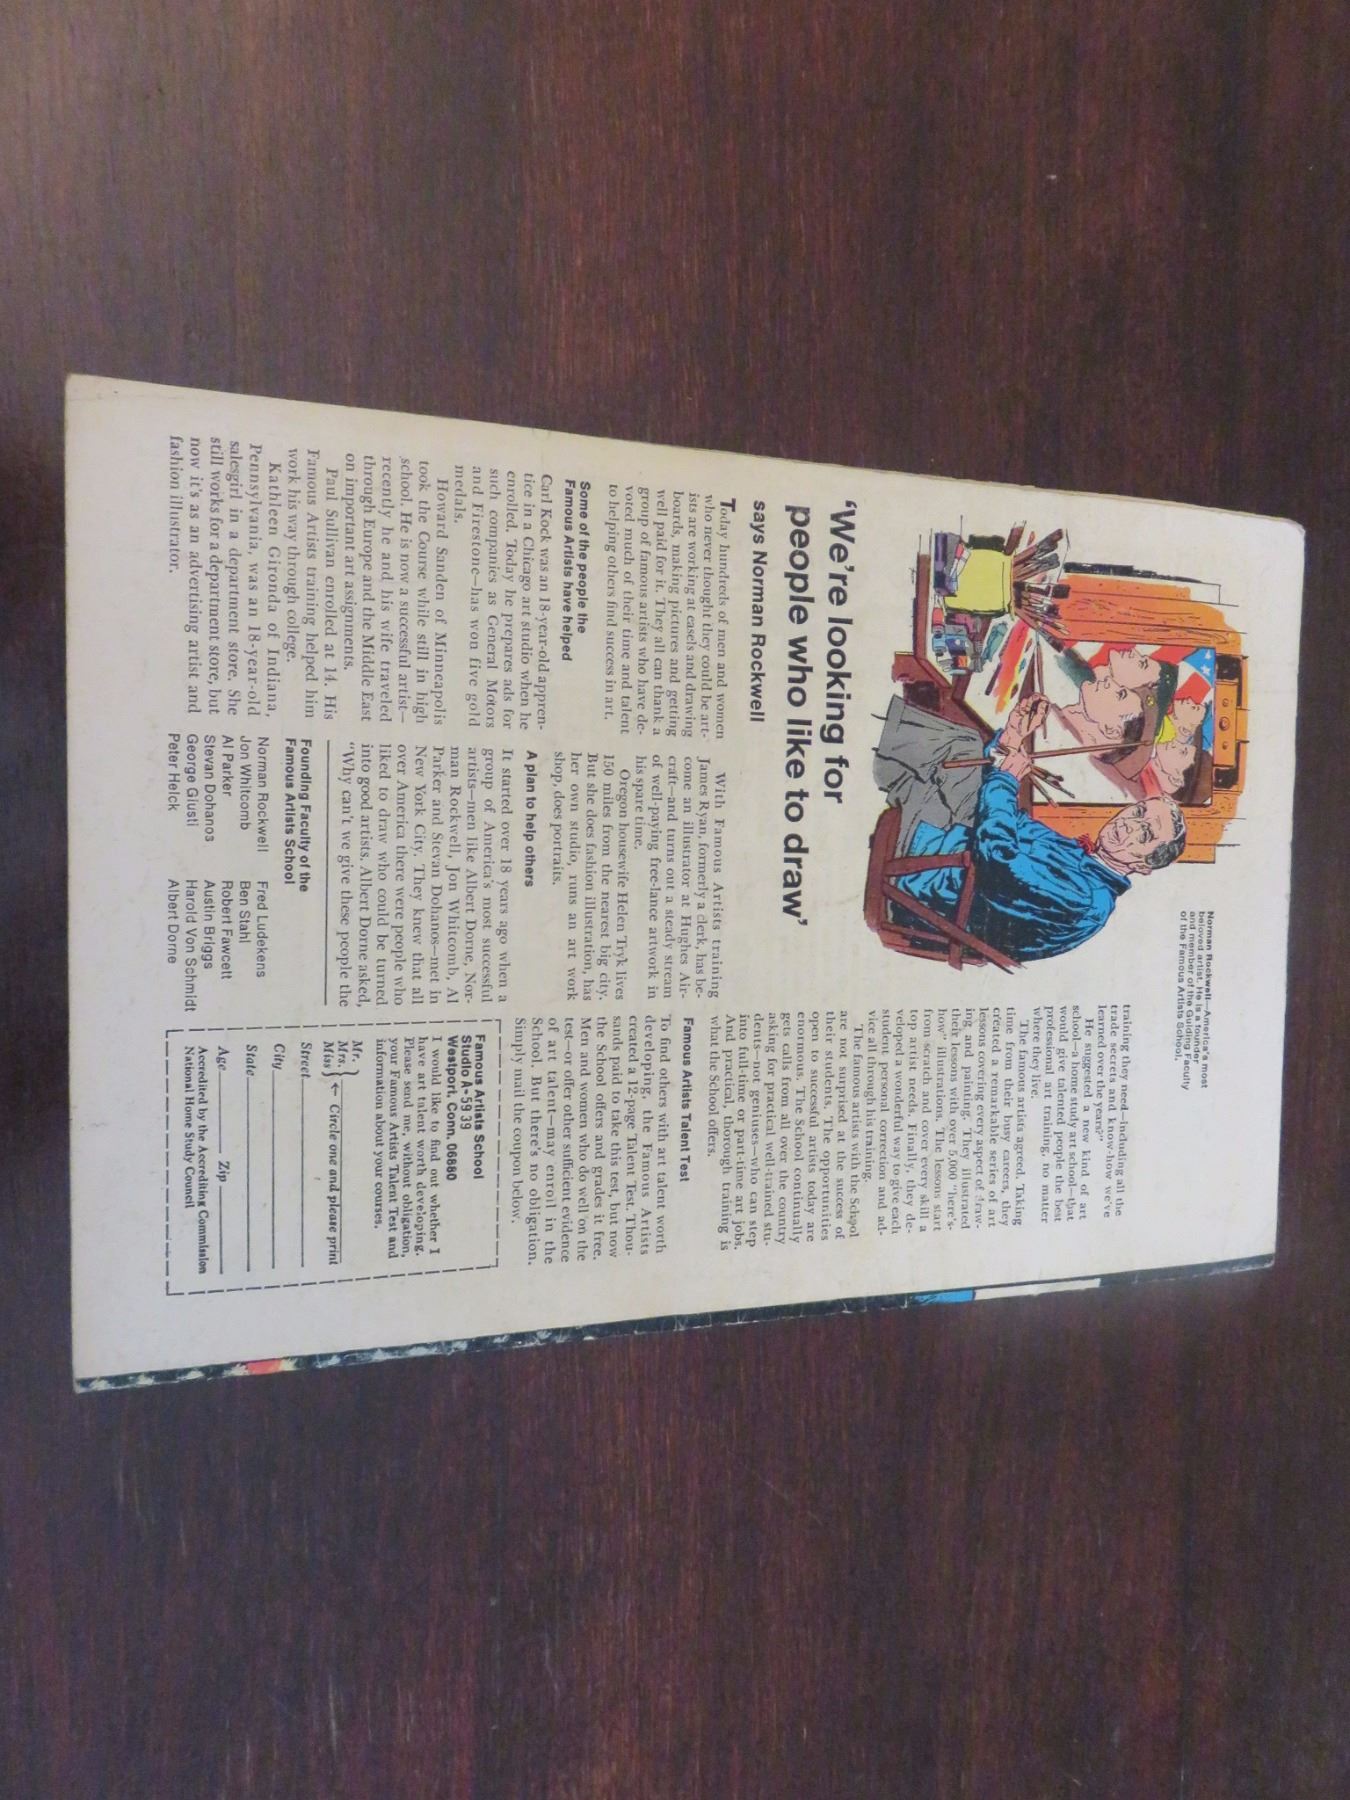 Norman Rockwell—America's most
beloved artist. He is a founder
and member of the Guiding Faculty
of the Famous Artists School.
'We're looking for
people who like to draw'
says Norman Rockwell
Today hundreds of men and women
who never thought they could be art-
ists are working at easels and drawing
boards, making pictures and getting
well paid for it. They all can thank a
group of famous artists who have de-
voted much of their time and talent
to helping others find success in art.
Some of the people the
Famous Artists have helped
Carl Kock was an 18-year-old appren-
tice in a Chicago art studio when he
enrolled. Today he prepares ads for
such companies as General Motors
and Firestone—has won five gold
medals.
Howard Sanden of Minneapolis
took the Course while still in high
school. He is now a successful artist—
recently he and his wife traveled
through Europe and the Middle East
on important art assignments.
Paul Sullivan enrolled at 14. His
Famous Artists training helped him
work his way through college.
Kathleen Gironda of Indiana,
Pennsylvania, was an 18-year-old
salesgirl in a department store. She
still works for a department store, but
now it's as an advertising artist and
fashion illustrator.
With Famous Artists training
James Ryan, formerly a clerk, has be-
come an illustrator at Hughes Air-
craft—and turns out a steady stream
of well-paying free-lance artwork in
his spare time.
Oregon housewife Helen Tryk lives
150 miles from the nearest big city.
But she does fashion illustration, has
her own studio, runs an art work
shop, does portraits.
A plan to help others
It started over 18 years ago when a
group of America's most successful
artists—men like Albert Dorne, Nor-
man Rockwell, Jon Whitcomb, Al
Parker and Stevan Dohanos—met in
New York City. They knew that all
over America there were people who
liked to draw who could be turned
into good artists. Albert Dorne asked,
"Why can't we give these people the
Founding Faculty of the
Famous Artists School
Norman Rockwell
Jon Whitcomb
Al Parker
Stevan Dohanos
George Giusti
Peter Helck
Fred Ludekens
Ben Stahl
Robert Fawcett
Austin Briggs
Harold Von Schmidt
Albert Dorne
training they need—including all the
trade secrets and know-how we've
learned over the years?"
He suggested a new kind of art
school—a home study art school—that
would give talented people the best
professional art training, no matter
where they live.
The famous artists agreed. Taking
time from their busy careers, they
created a remarkable series of art
lessons covering every aspect of draw-
ing and painting. They illustrated
their lessons with over 5,000 "here's-
how" illustrations. The lessons start
from scratch and cover every skill a
top artist needs. Finally, they de-
veloped a wonderful way to give each
student personal correction and ad-
vice all through his training.
The famous artists with the School
are not surprised at the success of
their students. The opportunities
open to successful artists today are
enormous. The School continually
gets calls from all over the country
asking for practical well-trained stu-
dents—no geniuses—who can step
into full-time or part-time art jobs.
And practical, thorough training is
what the School offers.
Famous Artists Talent Test
To find others with art talent worth
developing, the Famous Artists
created a 12-page Talent Test. Thou-
sands paid to take this test, but now
the School offers and grades it free.
Men and women who do well on the
test—or offer other sufficient evidence
of art talent—may enroll in the
School. But there's no obligation.
Simply mail the coupon below.
Famous Artists School
Studio A-5939
Westport, Conn. 06880
I would like to find out whether I
have art talent worth developing.
Please send me, without obligation,
your Famous Artists Talent Test and
information about your courses.
Mr.
Mrs.
Miss
← Circle one and please print
Street
City
State
Age Zip
Accredited by the Accrediting Commission
National Home Study Council